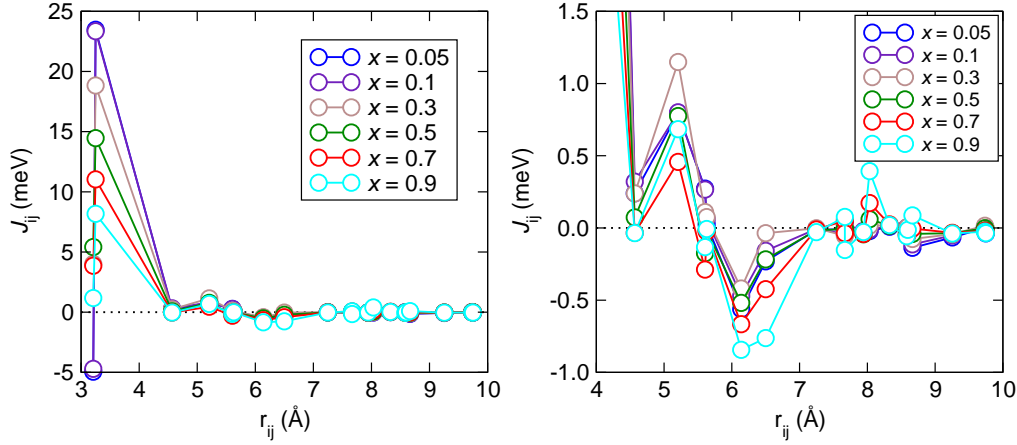 25
20
15
10
5
0
-5
J_ij (meV)
3 4 5 6 7 8 9 10
r_ij (Å)
x = 0.05
x = 0.1
x = 0.3
x = 0.5
x = 0.7
x = 0.9
1.5
1.0
0.5
0.0
-0.5
-1.0
J_ij (meV)
4 5 6 7 8 9 10
r_ij (Å)
x = 0.05
x = 0.1
x = 0.3
x = 0.5
x = 0.7
x = 0.9